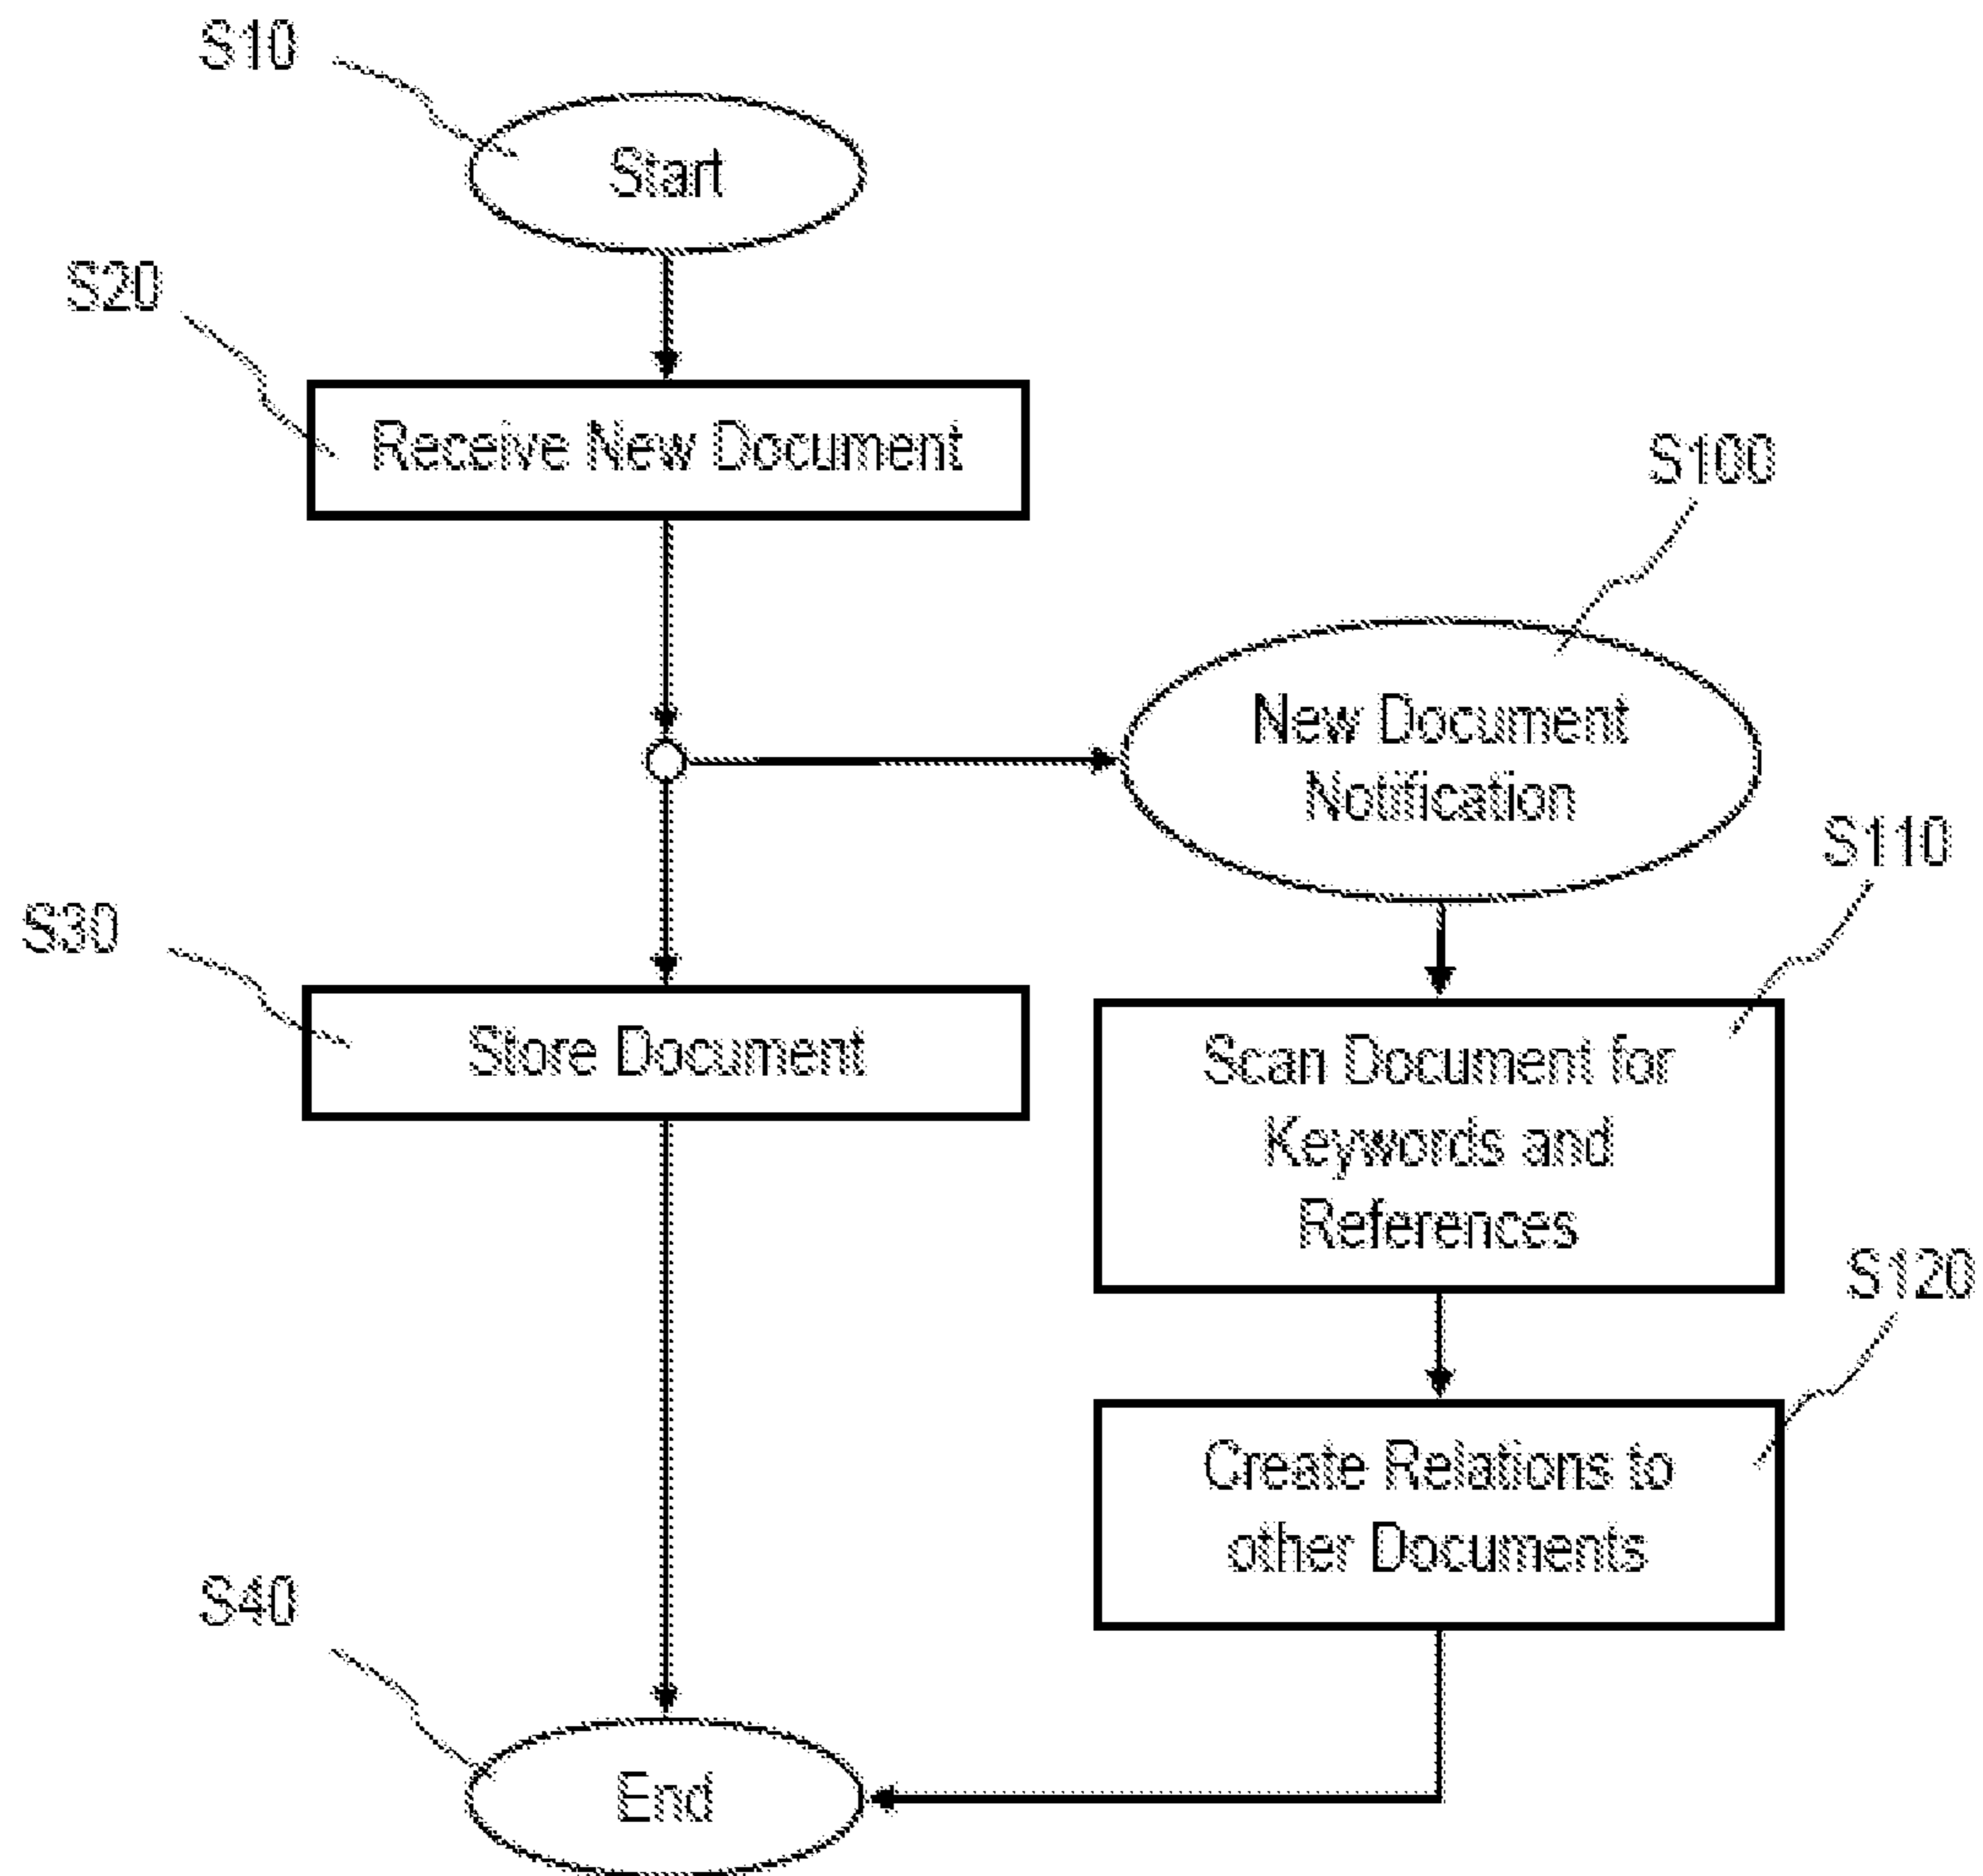 S10
Start
S20
Receive New Document
S100
New Document
Notification
S110
S30
Store Document
Scan Document for
Keywords and
References
S120
Create Relations to
other Documents
S40
End